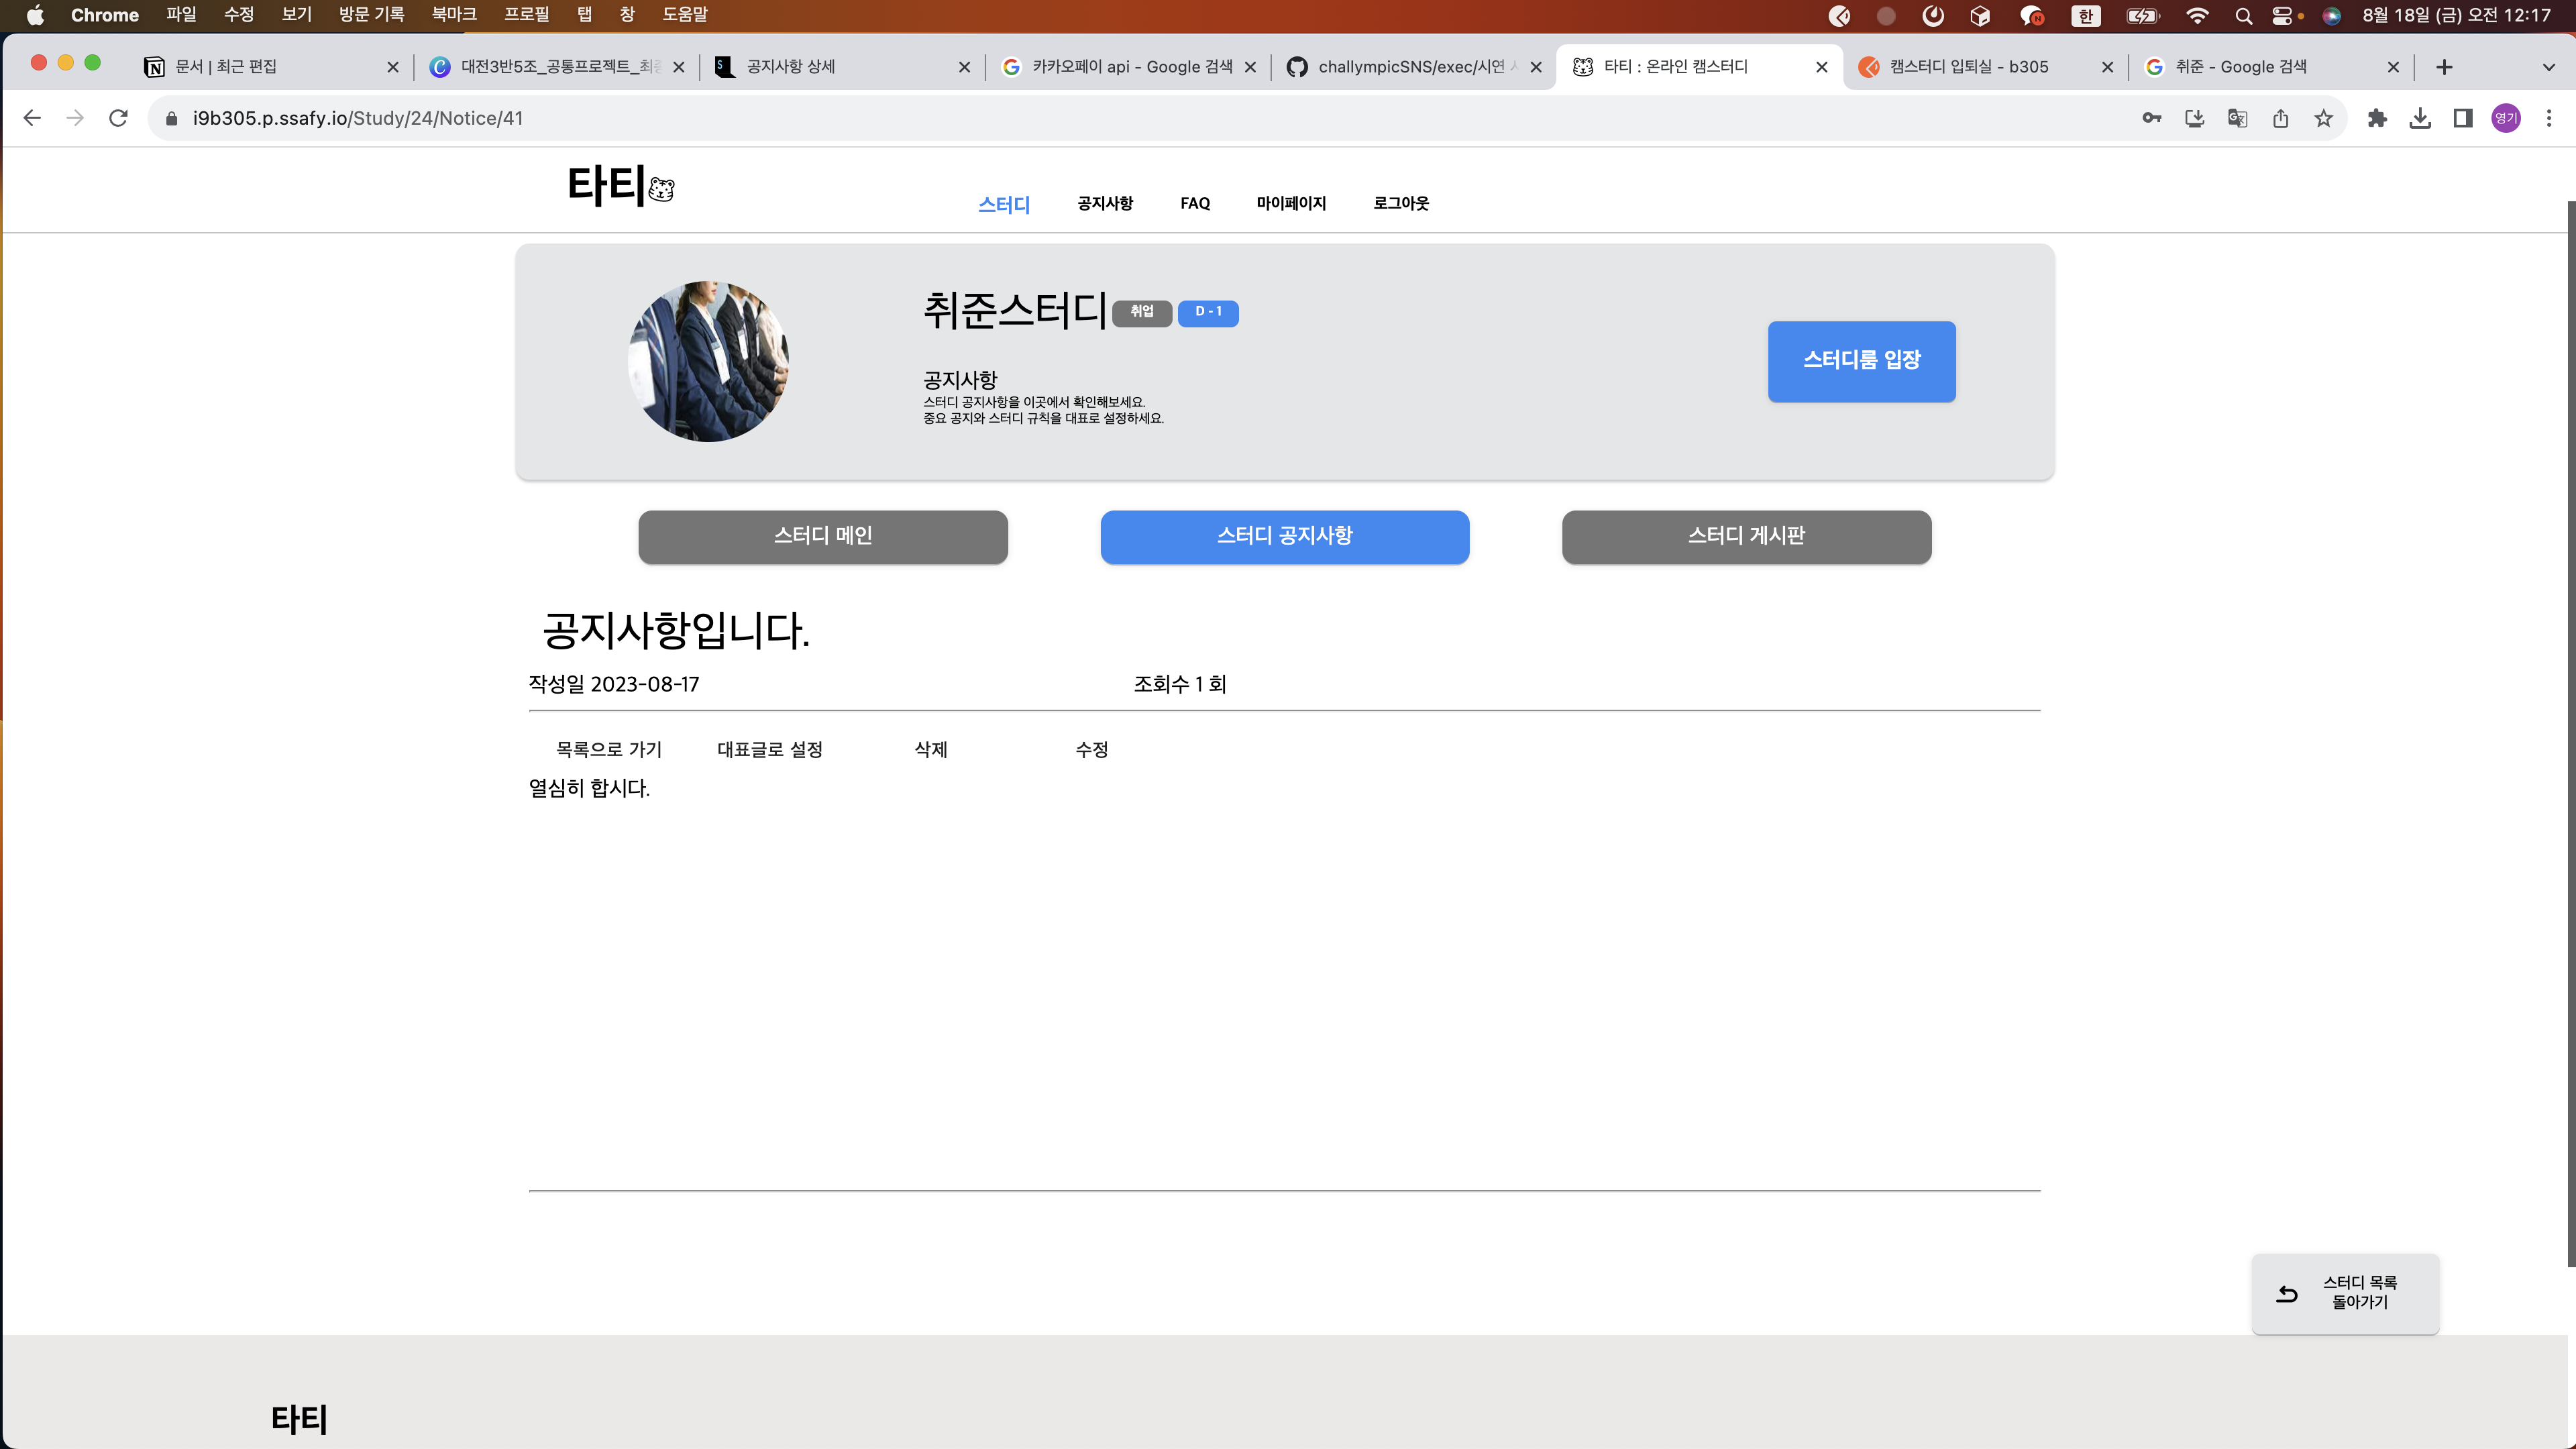 Chrome 파일 수정 보기 방문 기록 북마크 프로필 탭 창 도움말 한 8월 18일 (금) 오전 12:17
문서 | 최근 편집 대전3반5조_공통프로젝트_최종 공지사항 상세 카카오페이 api - Google 검색 challympicSNS/exec/시연 타티 : 온라인 캠스터디 캠스터디 입퇴실 - b305 취준 - Google 검색
i9b305.p.ssafy.io/Study/24/Notice/41 영기
타티
스터디 공지사항 FAQ 마이페이지 로그아웃
취준스터디 취업 D - 1
공지사항
스터디 공지사항을 이곳에서 확인해보세요.
중요 공지와 스터디 규칙을 대표로 설정하세요.
스터디룸 입장
스터디 메인 스터디 공지사항 스터디 게시판
공지사항입니다.
작성일 2023-08-17 조회수 1 회
목록으로 가기 대표글로 설정 삭제 수정
열심히 합시다.
스터디 목록
돌아가기
타티